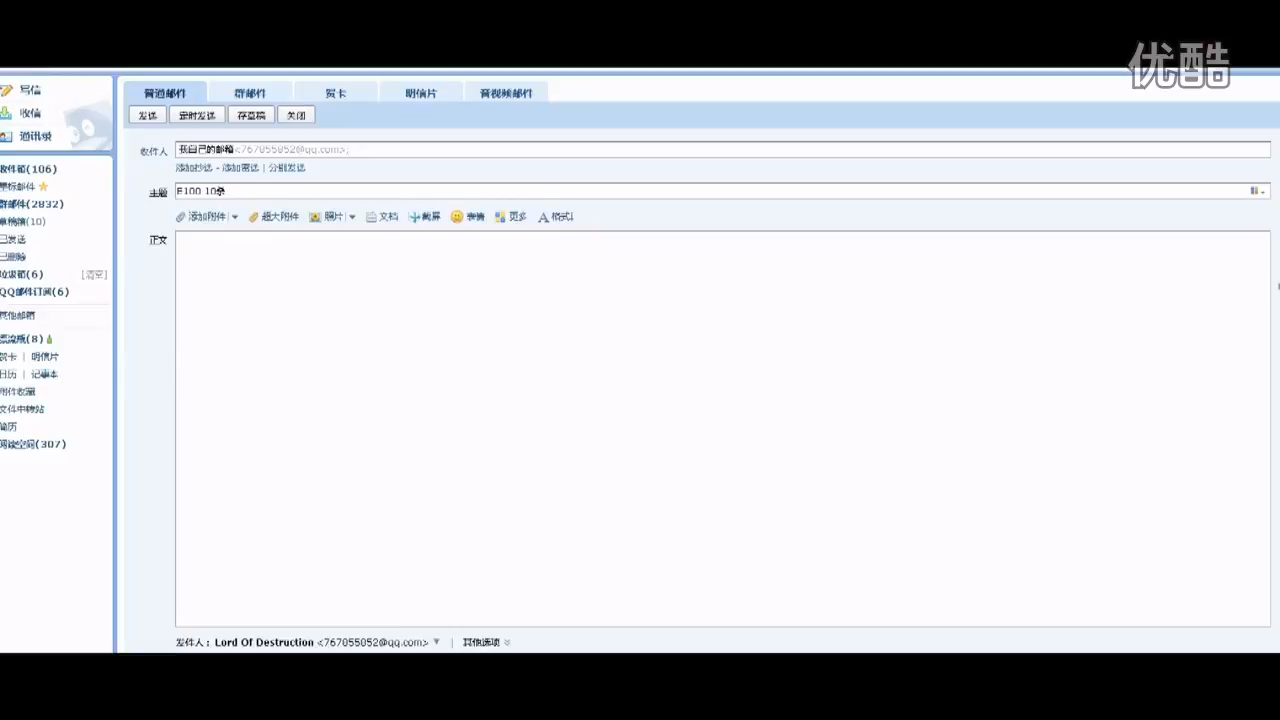 优酷
写信
收信
通讯录
收件箱(106)
星标邮件
群邮件(2832)
草稿箱(10)
已发送
已删除
垃圾箱(6) [清空]
QQ邮件订阅(6)
其他邮箱
漂流瓶(8)
贺卡 | 明信片
日历 | 记事本
附件收藏
文件中转站
简历
阅读空间(307)
普通邮件 群邮件 贺卡 明信片 音视频邮件
发送 定时发送 存草稿 关闭
收件人 我自己的邮箱<767055052@qq.com>;
添加抄送 - 添加密送 | 分别发送
主题 E100 10条
添加附件 超大附件 照片 文档 截屏 表情 更多 格式↓
正文
发件人：Lord Of Destruction <767055052@qq.com> | 其他选项